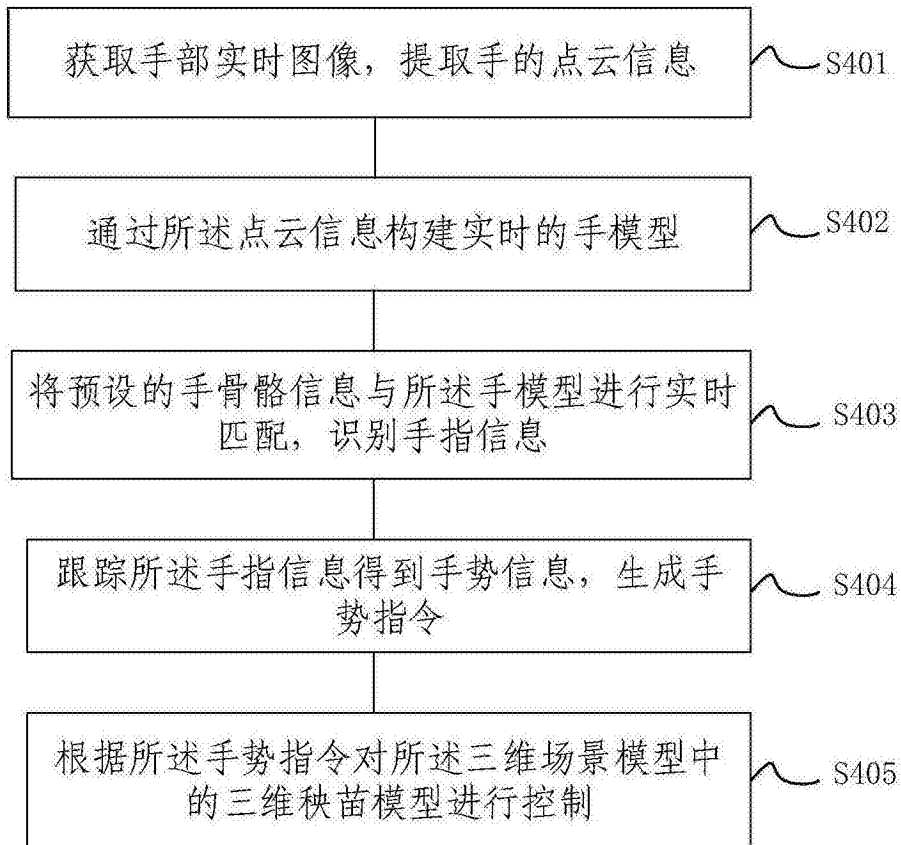 获取手部实时图像，提取手的点云信息
S401
通过所述点云信息构建实时的手模型
S402
将预设的手骨骼信息与所述手模型进行实时
匹配，识别手指信息
S403
跟踪所述手指信息得到手势信息，生成手
势指令
S404
根据所述手势指令对所述三维场景模型中
的三维秧苗模型进行控制
S405